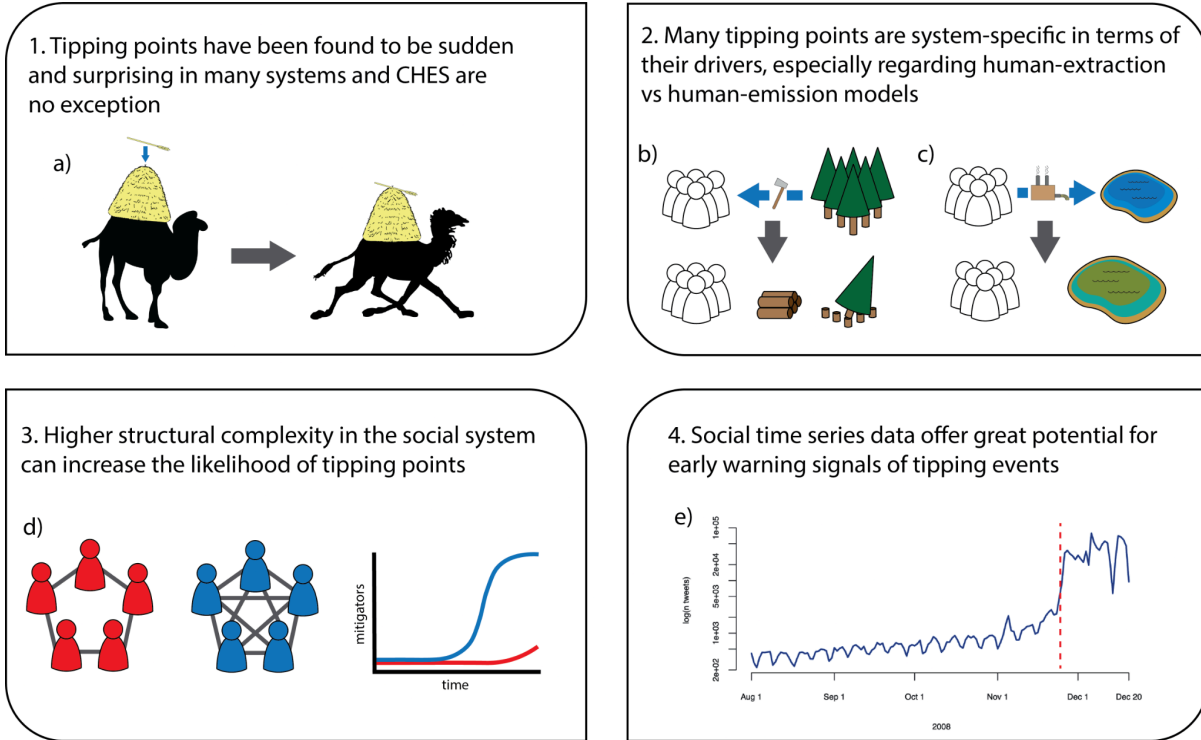 1. Tipping points have been found to be sudden
and surprising in many systems and CHES are
no exception
a)
2. Many tipping points are system-specific in terms of
their drivers, especially regarding human-extraction
vs human-emission models
b)
c)
3. Higher structural complexity in the social system
can increase the likelihood of tipping points
d)
mitigators
time
4. Social time series data offer great potential for
early warning signals of tipping events
e)
log(n tweets)
1e+05
2e+04
5e+03
1e+03
2e+02
Aug 1
Sep 1
Oct 1
Nov 1
Dec 1
Dec 20
2008